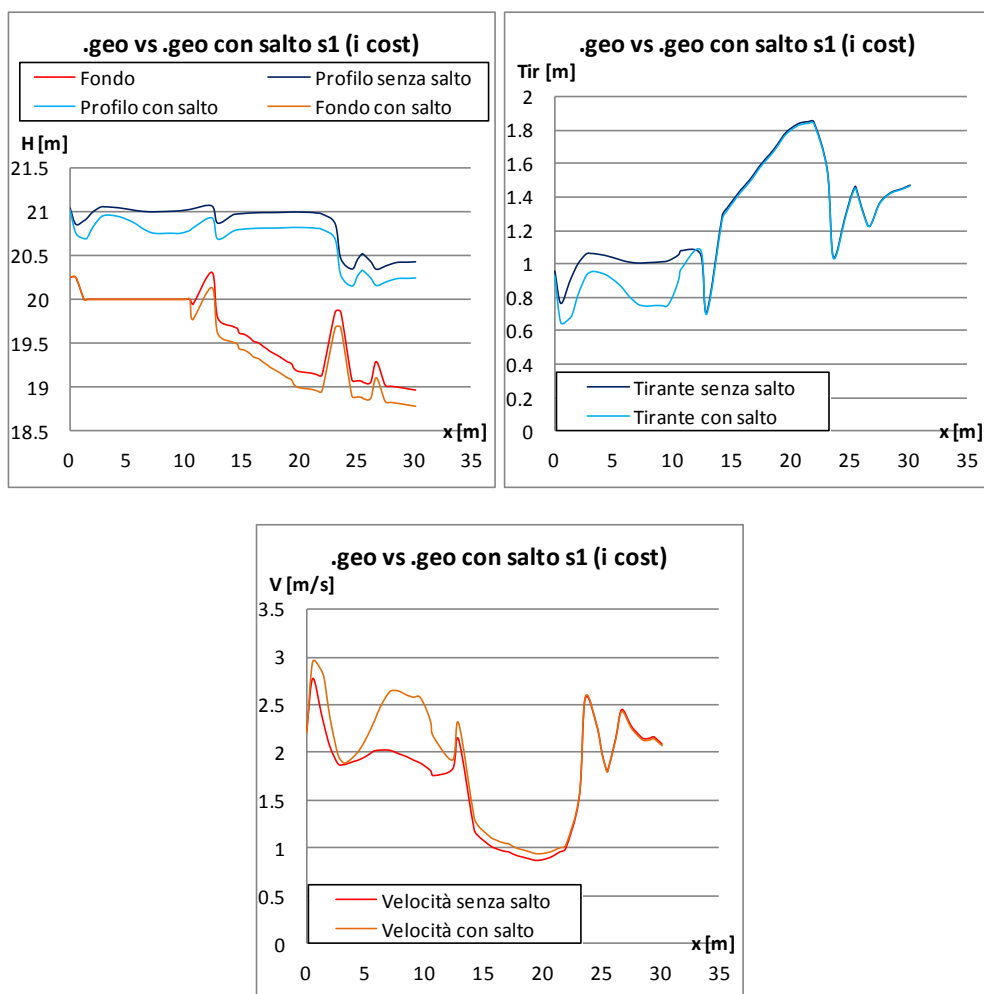 .geo vs .geo con salto s1 (i cost)
Fondo
Profilo senza salto
Profilo con salto
Fondo con salto
H [m]
21.5
21
20.5
20
19.5
19
18.5
x [m]
0 5 10 15 20 25 30 35
.geo vs .geo con salto s1 (i cost)
Tir [m]
2
1.8
1.6
1.4
1.2
1
0.8
0.6
0.4
0.2
0
Tirante senza salto
Tirante con salto
x [m]
0 5 10 15 20 25 30 35
.geo vs .geo con salto s1 (i cost)
V [m/s]
3.5
3
2.5
2
1.5
1
0.5
0
Velocità senza salto
Velocità con salto
x [m]
0 5 10 15 20 25 30 35